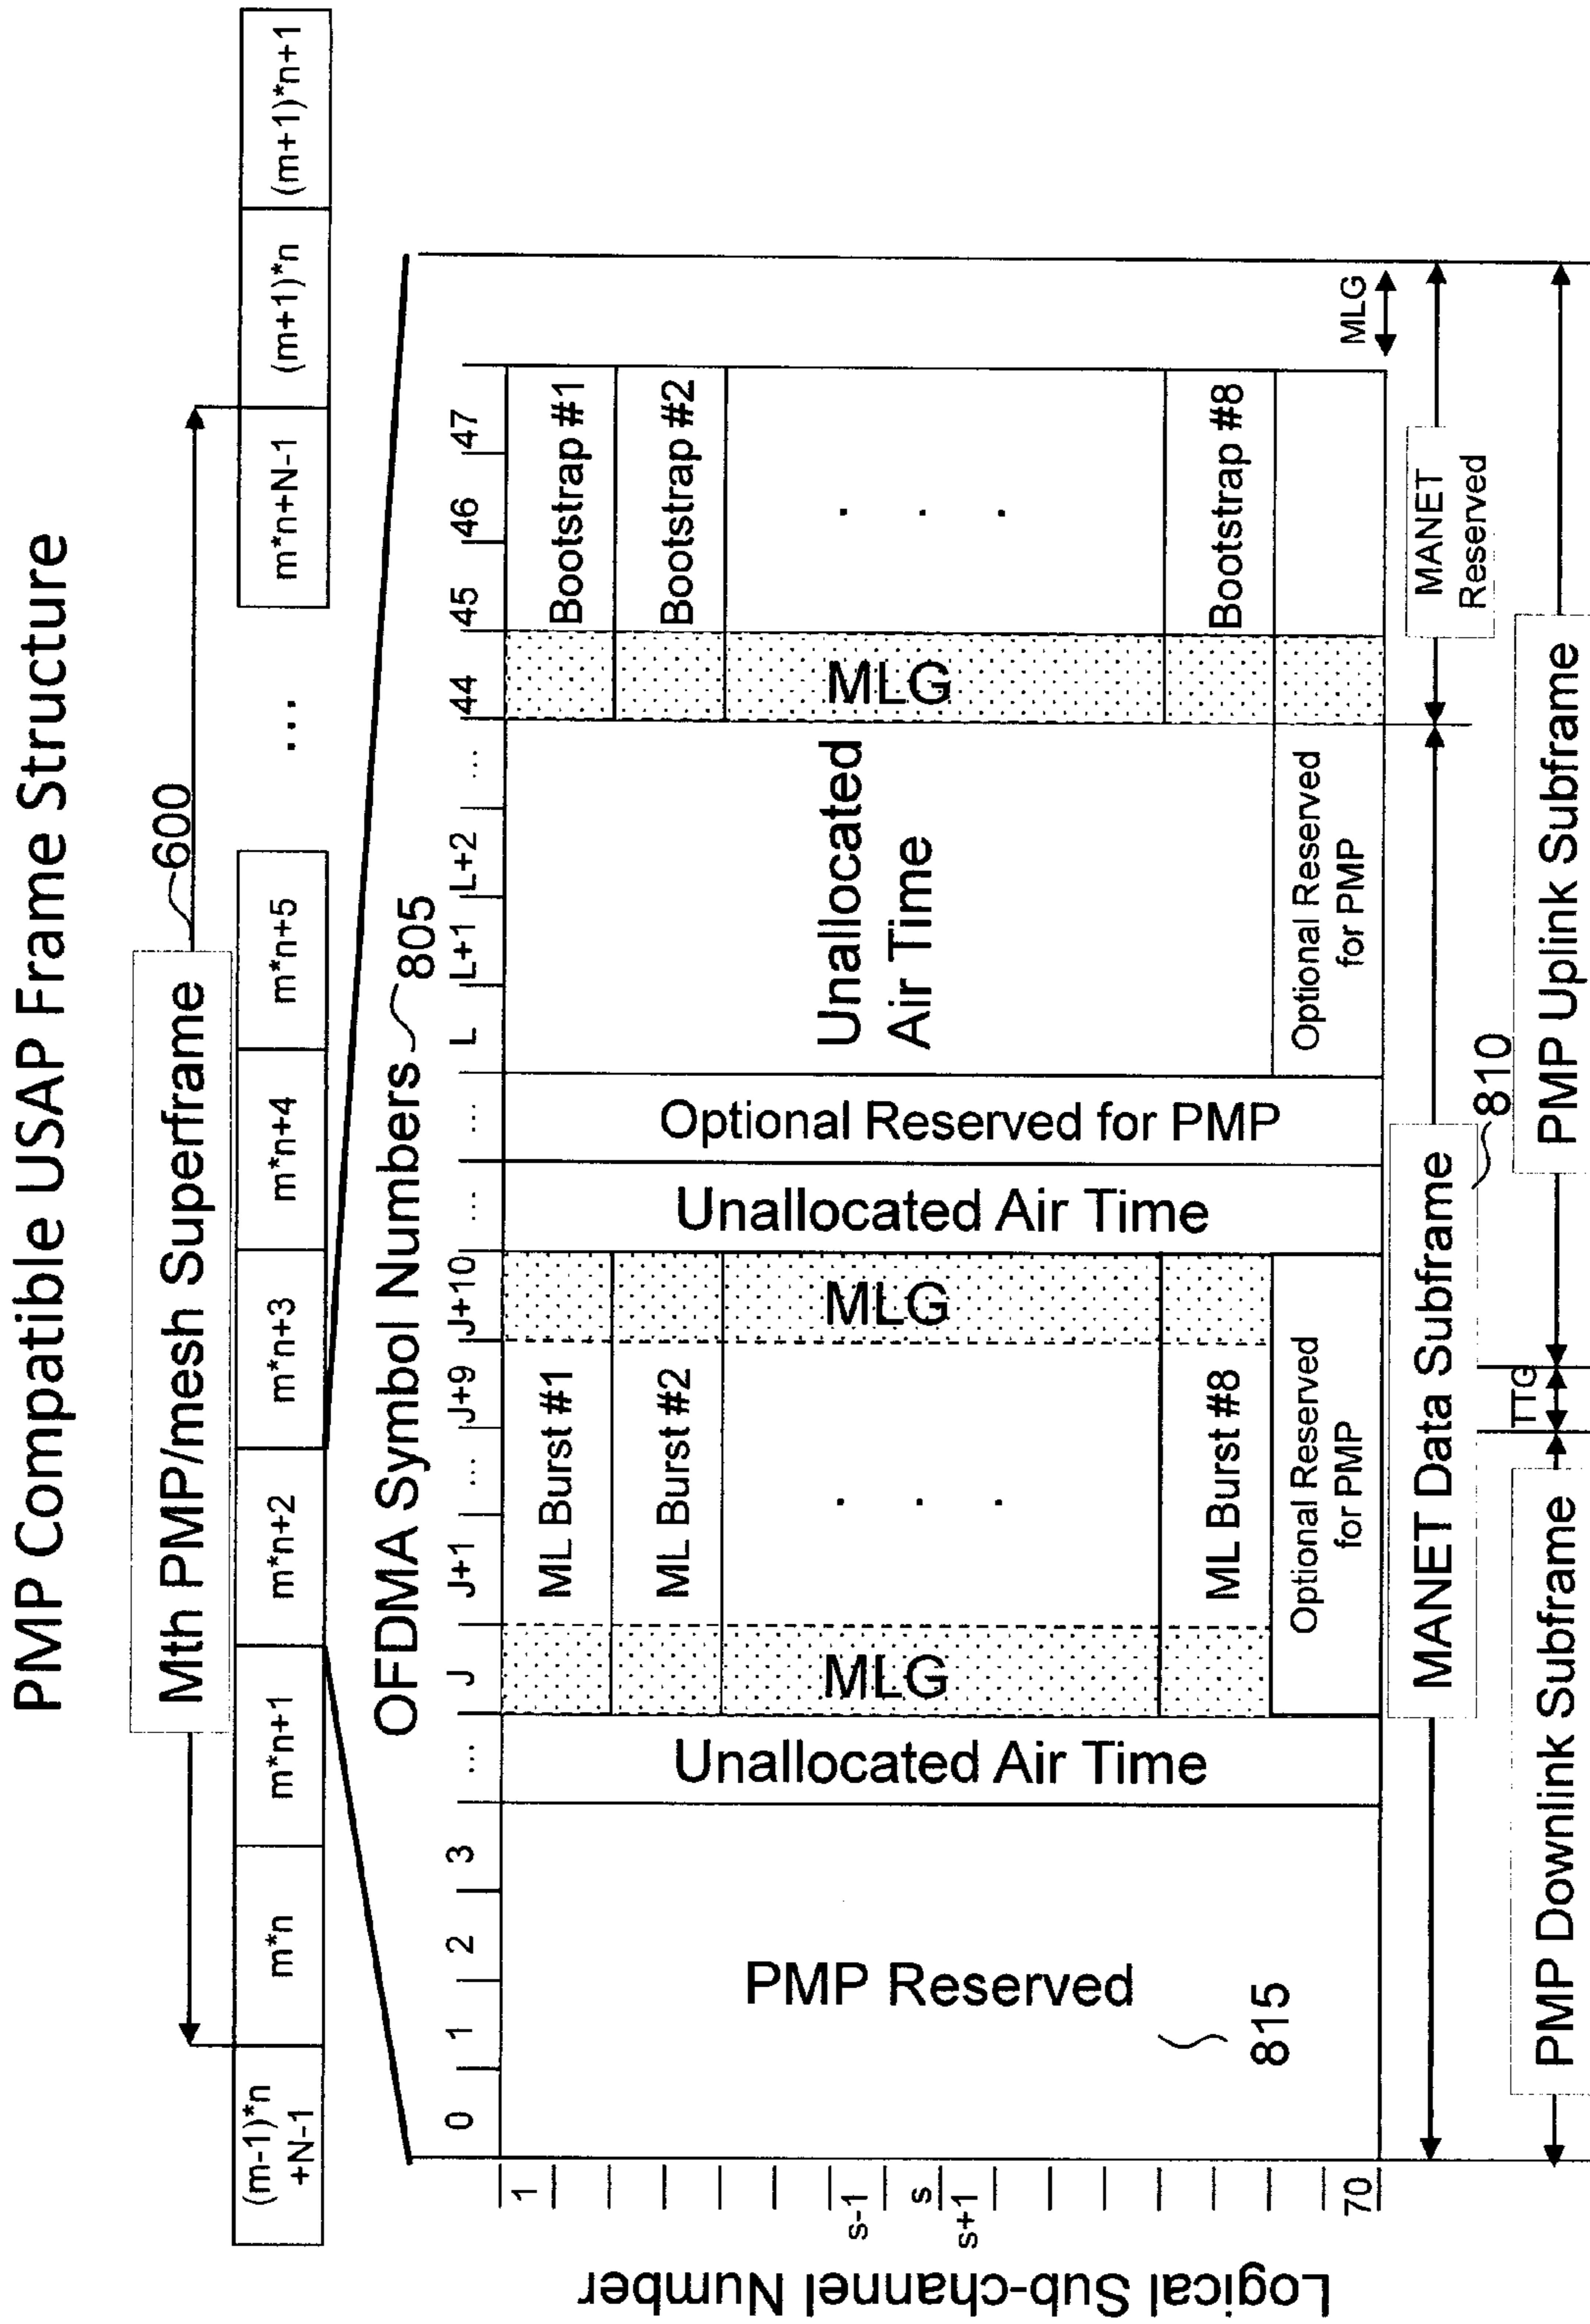 PMP Compatible USAP Frame Structure
Mth PMP/mesh Superframe
600
(m-1)*n
+N-1
m*n
m*n+1
m*n+2
m*n+3
m*n+4
m*n+5
...
m*n+N-1
(m+1)*n
(m+1)*n+1
OFDMA Symbol Numbers
805
0
1
2
3
...
J
J+1
...
J+9
J+10
...
...
L
L+1
L+2
...
44
45
46
47
Logical Sub-channel Number
1
s-1
s
s+1
70
PMP Reserved
815
Unallocated Air Time
MLG
ML Burst #1
ML Burst #2
. . .
ML Burst #8
MLG
Optional Reserved
for PMP
Unallocated Air Time
Optional Reserved for PMP
Unallocated
Air Time
Optional Reserved
for PMP
MLG
Bootstrap #1
Bootstrap #2
. . .
Bootstrap #8
MLG
MANET Data Subframe
810
MANET
Reserved
PMP Downlink Subframe
TTG
PMP Uplink Subframe